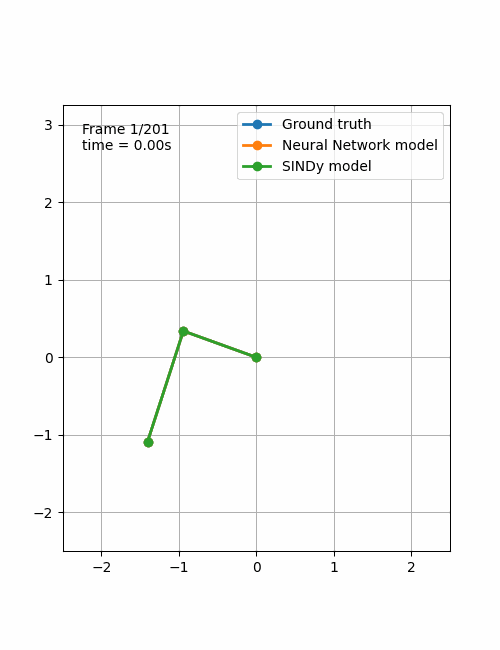 Frame 1/201
time = 0.00s
Ground truth
Neural Network model
SINDy model
3
2
1
0
−1
−2
−2
−1
0
1
2